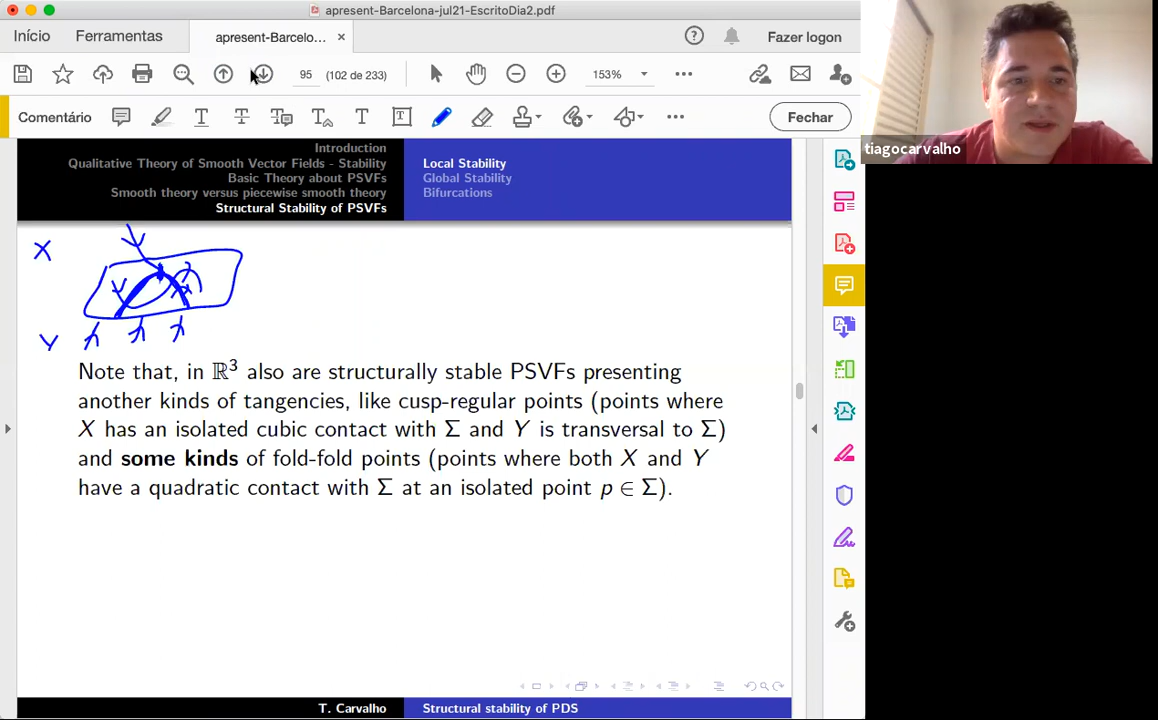 apresent-Barcelona-jul21-EscritoDia2.pdf
Início Ferramentas apresent-Barcelo... × Fazer logon
95 (102 de 233) 153%
Comentário Fechar
tiagocarvalho
Introduction
Qualitative Theory of Smooth Vector Fields - Stability
Basic Theory about PSVFs
Smooth theory versus piecewise smooth theory
Structural Stability of PSVFs
Local Stability
Global Stability
Bifurcations
X
Y
Note that, in ℝ³ also are structurally stable PSVFs presenting
another kinds of tangencies, like cusp-regular points (points where
X has an isolated cubic contact with Σ and Y is transversal to Σ)
and some kinds of fold-fold points (points where both X and Y
have a quadratic contact with Σ at an isolated point p ∈ Σ).
T. Carvalho Structural stability of PDS